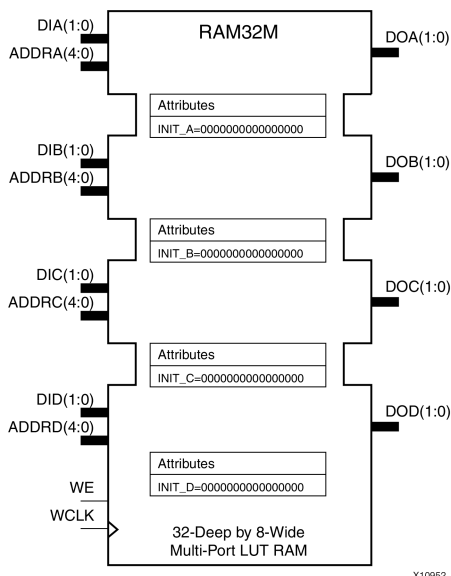 DIA(1:0)
RAM32M
DOA(1:0)
ADDRA(4:0)
Attributes
INIT_A=0000000000000000
DIB(1:0)
DOB(1:0)
ADDRB(4:0)
Attributes
INIT_B=0000000000000000
DIC(1:0)
DOC(1:0)
ADDRC(4:0)
Attributes
INIT_C=0000000000000000
DID(1:0)
DOD(1:0)
ADDRD(4:0)
Attributes
INIT_D=0000000000000000
WE
WCLK
32-Deep by 8-Wide
Multi-Port LUT RAM
X10952